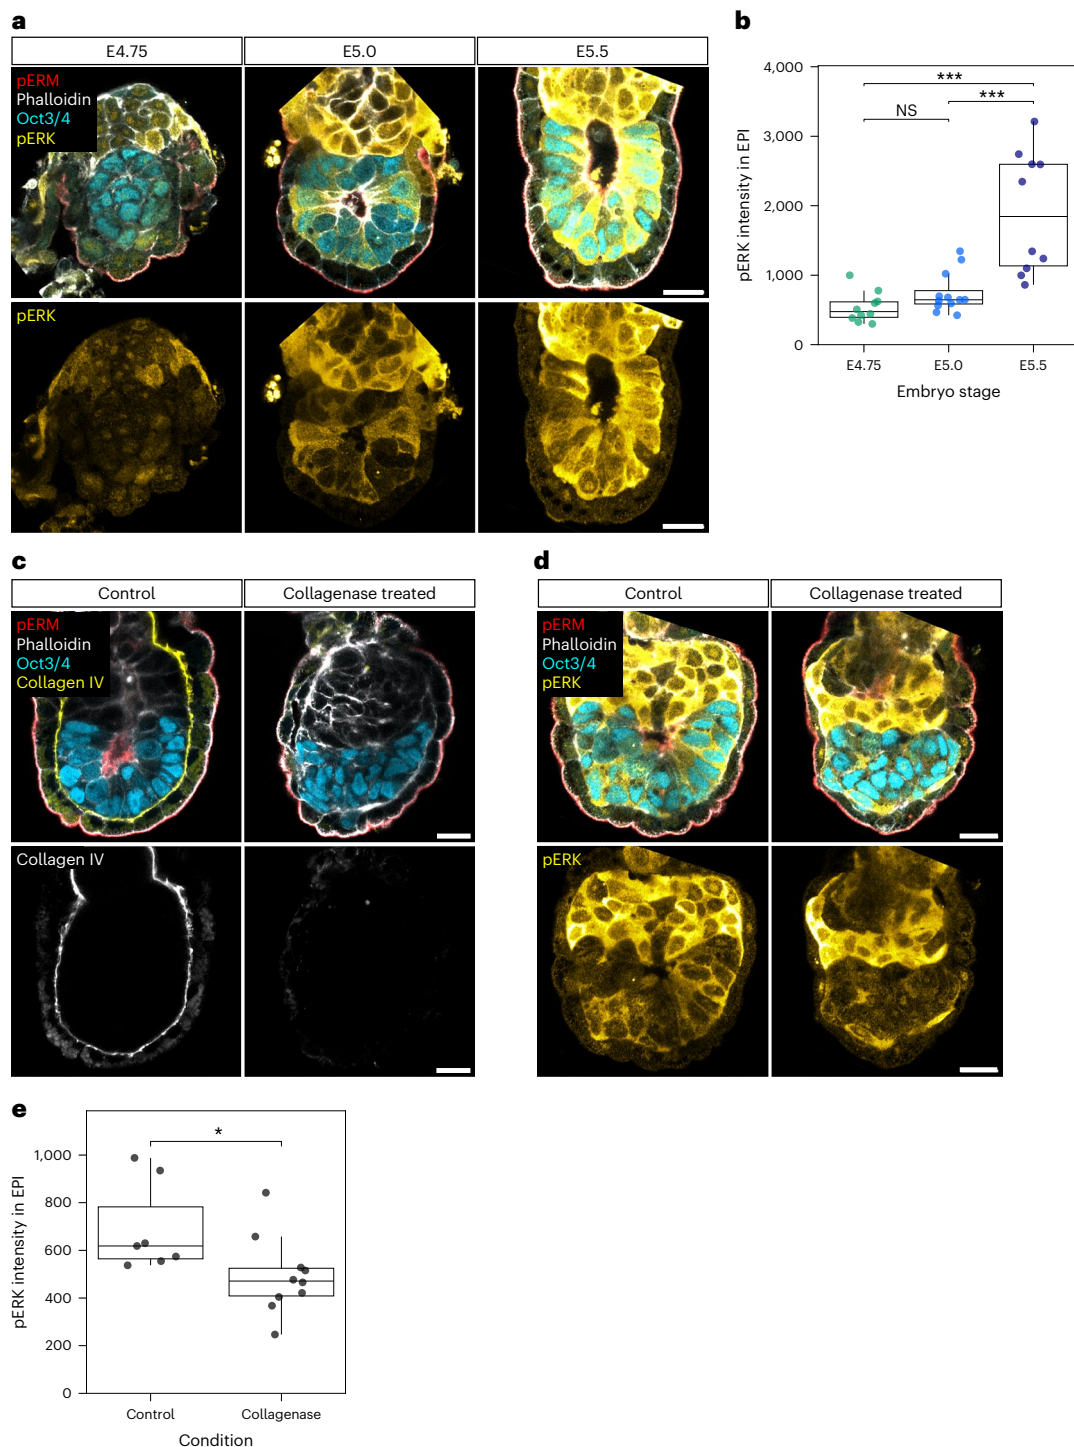 a
E4.75 E5.0 E5.5
pERM
Phalloidin
Oct3/4
pERK
pERK
b
4,000
3,000
2,000
1,000
0
pERK intensity in EPI
***
***
NS
E4.75 E5.0 E5.5
Embryo stage
c
Control Collagenase treated
pERM
Phalloidin
Oct3/4
Collagen IV
Collagen IV
d
Control Collagenase treated
pERM
Phalloidin
Oct3/4
pERK
pERK
e
1,000
800
600
400
200
0
pERK intensity in EPI
*
Control Collagenase
Condition